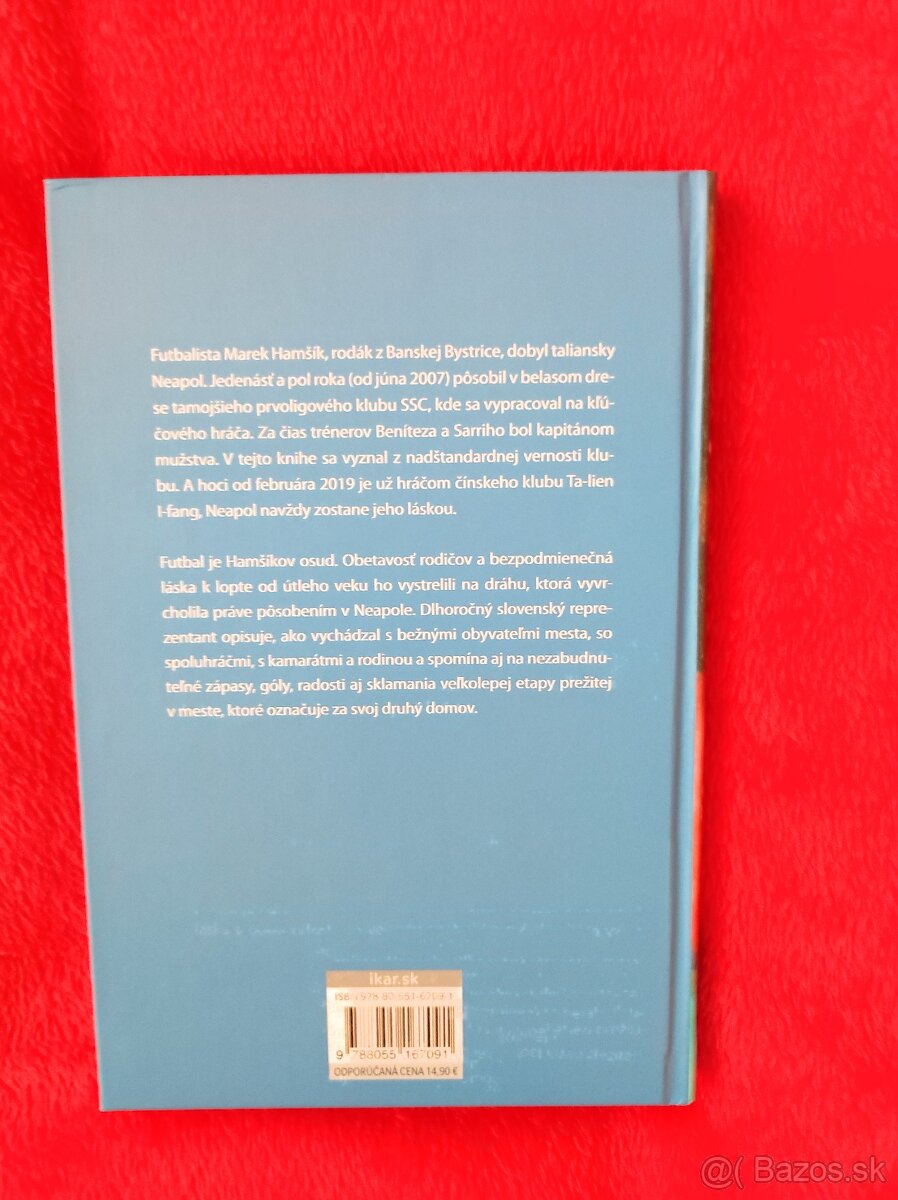 Futbalista Marek Hamšík, rodák z Banskej Bystrice, dobyl taliansky
Neapol. Jedenásť a pol roka (od júna 2007) pôsobil v belasom dre-
se tamojšieho prvoligového klubu SSC, kde sa vypracoval na kľú-
čového hráča. Za čias trénerov Beníteza a Sarriho bol kapitánom
mužstva. V tejto knihe sa vyznal z nadštandardnej vernosti klu-
bu. A hoci od februára 2019 je už hráčom čínskeho klubu Ta-lien
I-fang, Neapol navždy zostane jeho láskou.
Futbal je Hamšíkov osud. Obetavosť rodičov a bezpodmienečná
láska k lopte od útleho veku ho vystrelili na dráhu, ktorá vyvr-
cholila práve pôsobením v Neapole. Dlhoročný slovenský repre-
zentant opisuje, ako vychádzal s bežnými obyvateľmi mesta, so
spoluhráčmi, s kamarátmi a rodinou a spomína aj na nezabudnu-
teľné zápasy, góly, radosti aj sklamania veľkolepej etapy prežitej
v meste, ktoré označuje za svoj druhý domov.
ikar.sk
ISBN 978-80-551-6709-1
9 788055 167091
ODPORÚČANÁ CENA 14,90 €
@( Bazos.sk